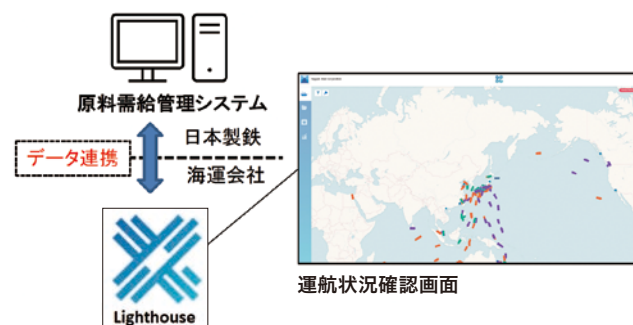 原料需給管理システム
日本製鉄
データ連携
海運会社
Lighthouse
運航状況確認画面